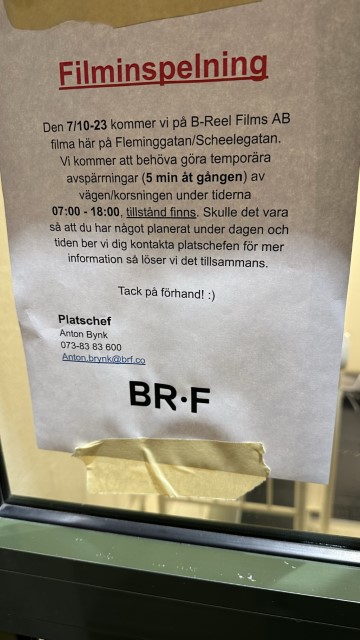 Filminspelning
Den 7/10-23 kommer vi på B-Reel Films AB
filma här på Fleminggatan/Scheelegatan.
Vi kommer att behöva göra temporära
avspärrningar (5 min åt gången) av
vägen/korsningen under tiderna
07:00 - 18:00, tillstånd finns. Skulle det vara
så att du har något planerat under dagen och
tiden ber vi dig kontakta platschefen för mer
information så löser vi det tillsammans.
Tack på förhand! :)
Platschef
Anton Bynk
073-83 83 600
Anton.brynk@brf.co
BR·F